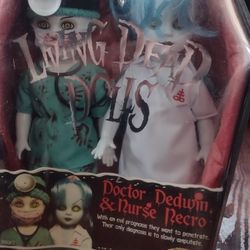 LIVING DEAD
DOLLS
Doctor Dedwin
& Nurse Necro
With an evil prognosis they want to penetrate.
Their only diagnosis is to slowly amputate.